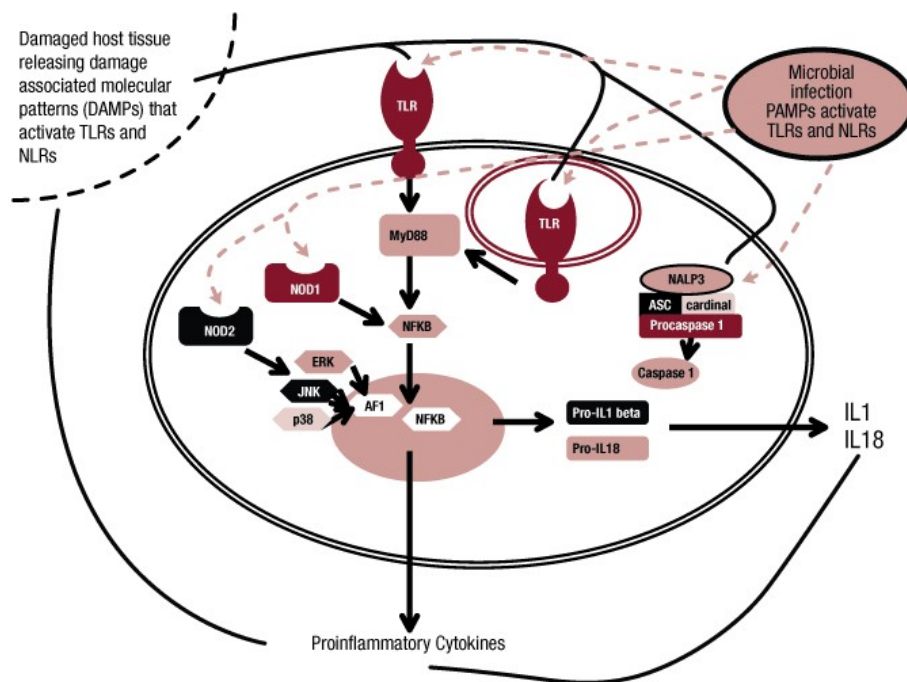 Damaged host tissue
releasing damage
associated molecular
patterns (DAMPs) that
activate TLRs and
NLRs
Microbial
infection
PAMPs activate
TLRs and NLRs
TLR
TLR
MyD88
NOD1
NOD2
NFKB
NALP3
ASC
cardinal
Procaspase 1
Caspase 1
ERK
JNK
p38
AF1
NFKB
Pro-IL1 beta
Pro-IL18
IL1
IL18
Proinflammatory Cytokines